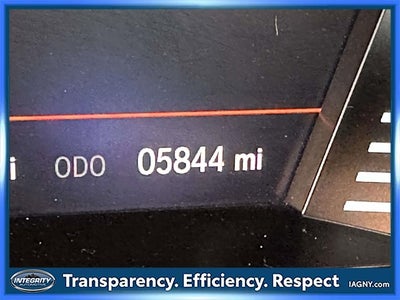 i ODO 05844 mi
INTEGRITY
Transparency. Efficiency. Respect
IAGNY.com